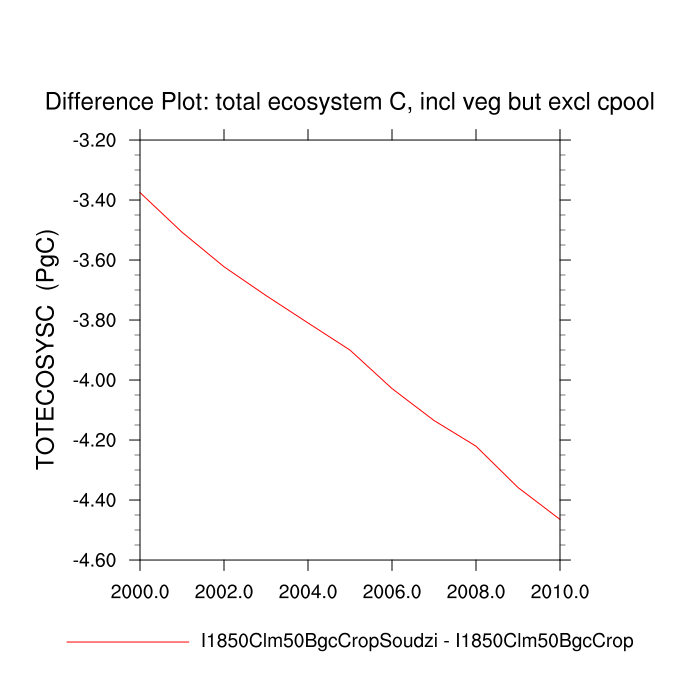 Difference Plot: total ecosystem C, incl veg but excl cpool
TOTECOSYSC (PgC)
-3.20
-3.40
-3.60
-3.80
-4.00
-4.20
-4.40
-4.60
2000.0 2002.0 2004.0 2006.0 2008.0 2010.0
I1850Clm50BgcCropSoudzi - I1850Clm50BgcCrop